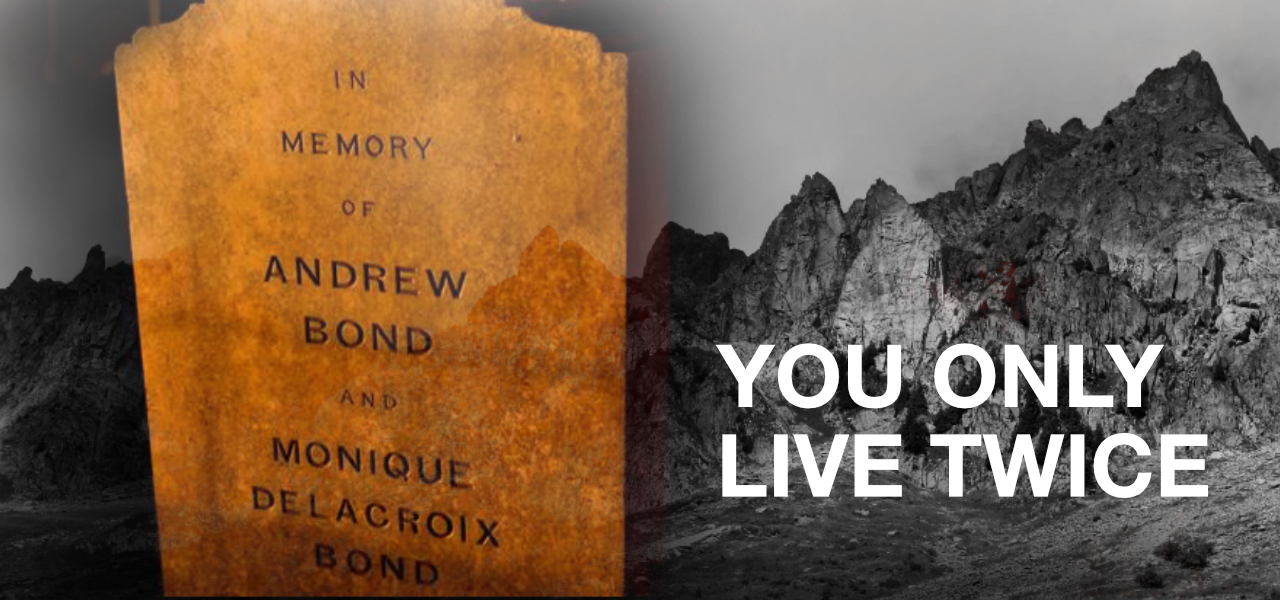 IN
MEMORY
OF
ANDREW
BOND
AND
MONIQUE
DELACROIX
BOND
YOU ONLY
LIVE TWICE